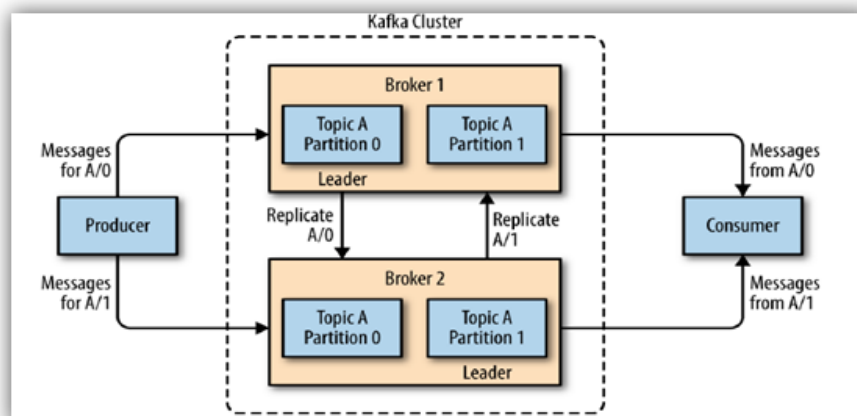 Kafka Cluster
Broker 1
Topic A
Partition 0
Topic A
Partition 1
Leader
Messages
for A/0
Messages
from A/0
Producer
Replicate
A/0
Replicate
A/1
Consumer
Messages
for A/1
Broker 2
Messages
from A/1
Topic A
Partition 0
Topic A
Partition 1
Leader